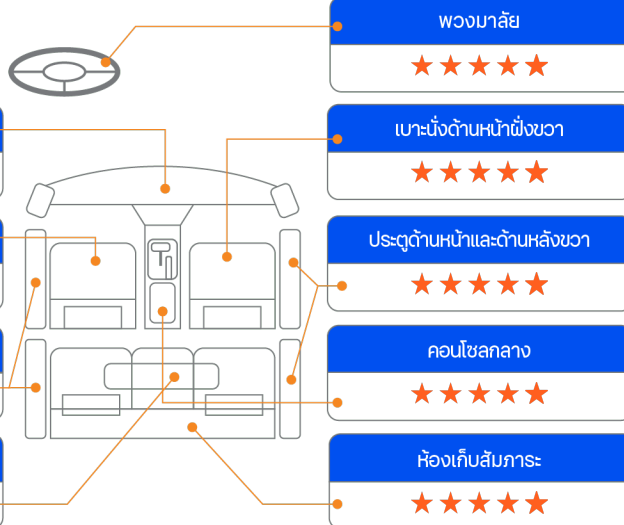 พวงมาลัย
เบาะนั่งด้านหน้าฝั่งขวา
ประตูด้านหน้าและด้านหลังขวา
คอนโซลกลาง
ห้องเก็บสัมภาระ